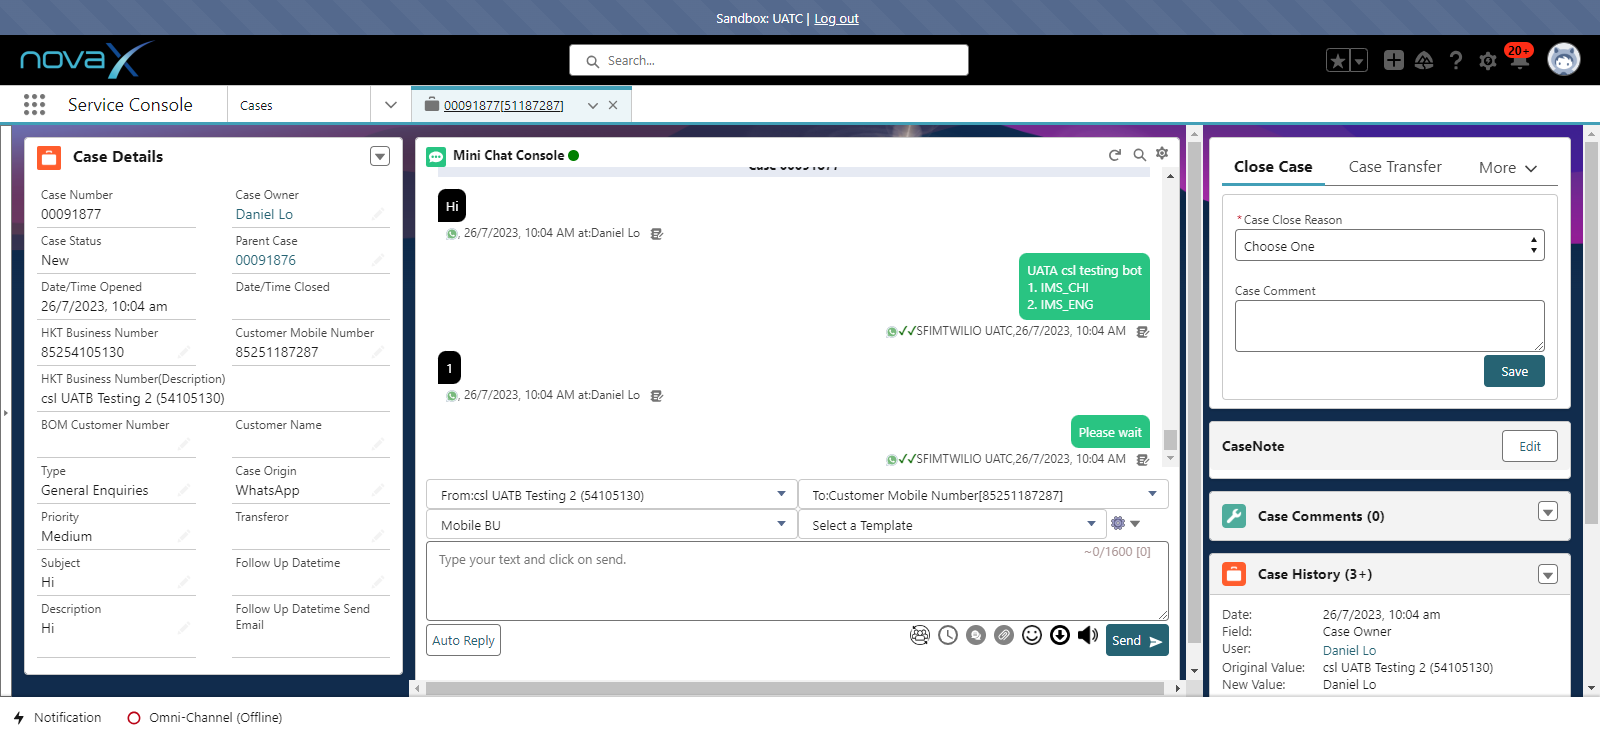 Sandbox: UATC | Log out
novaX
Search...
20+
Service Console
Cases
00091877[51187287]
Case Details
Case Number
00091877
Case Owner
Daniel Lo
Case Status
New
Parent Case
00091876
Date/Time Opened
26/7/2023, 10:04 am
Date/Time Closed
HKT Business Number
85254105130
Customer Mobile Number
85251187287
HKT Business Number(Description)
csl UATB Testing 2 (54105130)
BOM Customer Number
Customer Name
Type
General Enquiries
Case Origin
WhatsApp
Priority
Medium
Transferor
Subject
Hi
Follow Up Datetime
Description
Hi
Follow Up Datetime Send
Email
Mini Chat Console
Case 00091877
Hi
, 26/7/2023, 10:04 AM at:Daniel Lo
UATA csl testing bot
1. IMS_CHI
2. IMS_ENG
✓✓SFIMTWILIO UATC,26/7/2023, 10:04 AM
1
, 26/7/2023, 10:04 AM at:Daniel Lo
Please wait
✓✓SFIMTWILIO UATC,26/7/2023, 10:04 AM
From:csl UATB Testing 2 (54105130)
To:Customer Mobile Number[85251187287]
Mobile BU
Select a Template
Type your text and click on send.
~0/1600 [0]
Auto Reply
Send
Close Case
Case Transfer
More
*Case Close Reason
Choose One
Case Comment
Save
CaseNote
Edit
Case Comments (0)
Case History (3+)
Date: 26/7/2023, 10:04 am
Field: Case Owner
User: Daniel Lo
Original Value: csl UATB Testing 2 (54105130)
New Value: Daniel Lo
Notification
Omni-Channel (Offline)